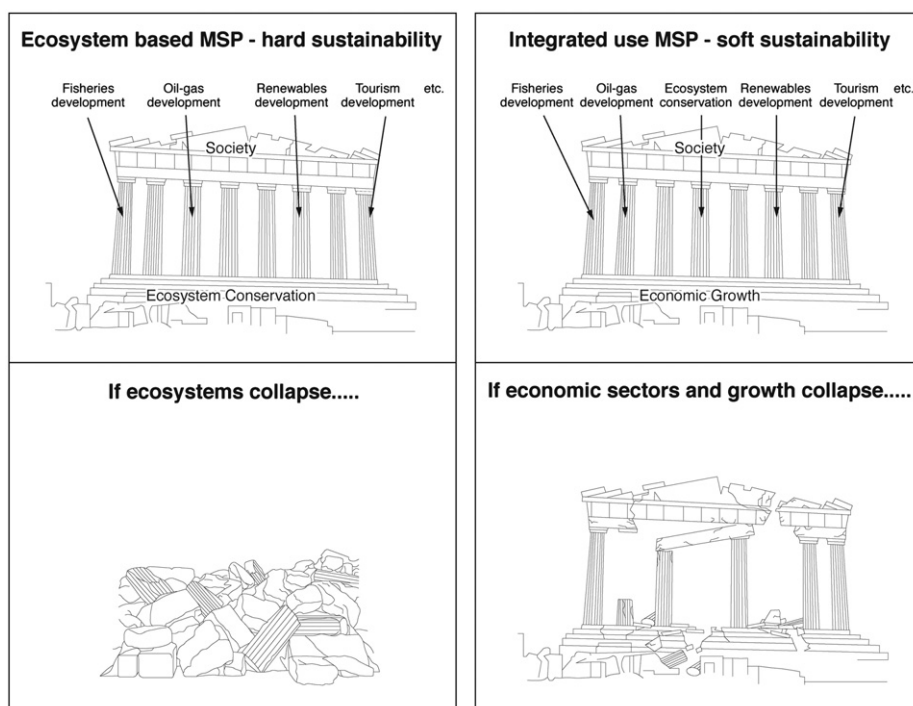 Ecosystem based MSP - hard sustainability
Fisheries development
Oil-gas development
Renewables development
Tourism development
etc.
Society
Ecosystem Conservation
Integrated use MSP - soft sustainability
Fisheries development
Oil-gas development
Ecosystem conservation
Renewables development
Tourism development
etc.
Society
Economic Growth
If ecosystems collapse.....
If economic sectors and growth collapse.....